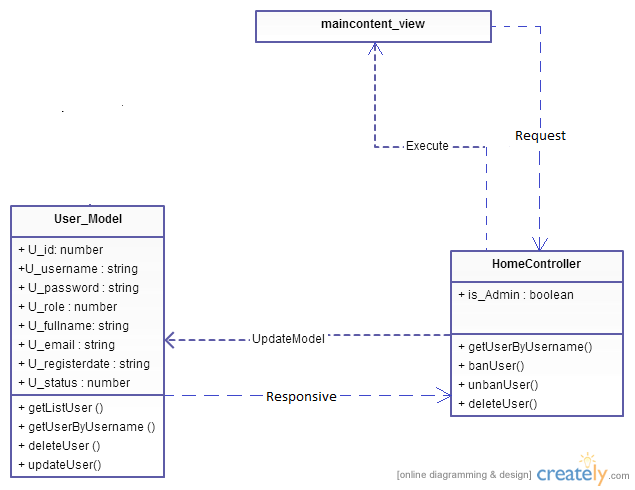 maincontent_view
Request
Execute
User_Model
+ U_id: number
+U_username : string
+ U_password : string
+ U_role : number
+ U_fullname: string
+ U_email : string
+ U_registerdate : string
+ U_status : number
+ getListUser ()
+ getUserByUsername ()
+ deleteUser ()
+ updateUser()
UpdateModel
Responsive
HomeController
+ is_Admin : boolean
+ getUserByUsername()
+ banUser()
+ unbanUser()
+ deleteUser()
[online diagramming & design] creately.com